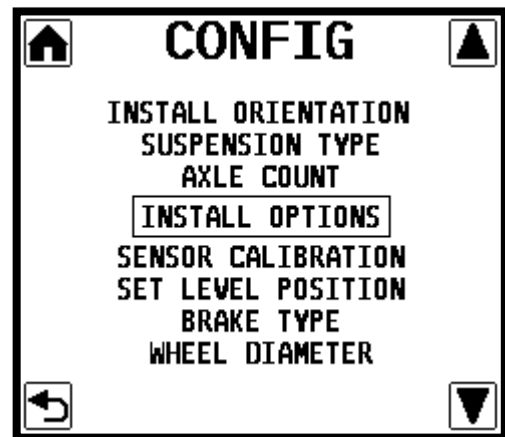 CONFIG
INSTALL ORIENTATION
SUSPENSION TYPE
AXLE COUNT
INSTALL OPTIONS
SENSOR CALIBRATION
SET LEVEL POSITION
BRAKE TYPE
WHEEL DIAMETER